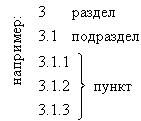 например:
3 раздел
3.1 подраздел
3.1.1
3.1.2 пункт
3.1.3